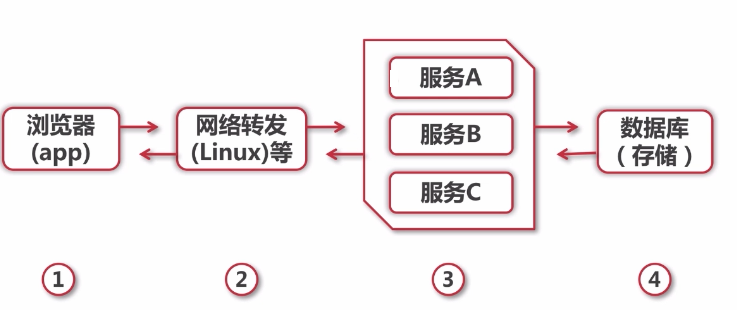 浏览器
(app)
网络转发
(Linux)等
服务A
服务B
服务C
数据库
（存储）
1
2
3
4